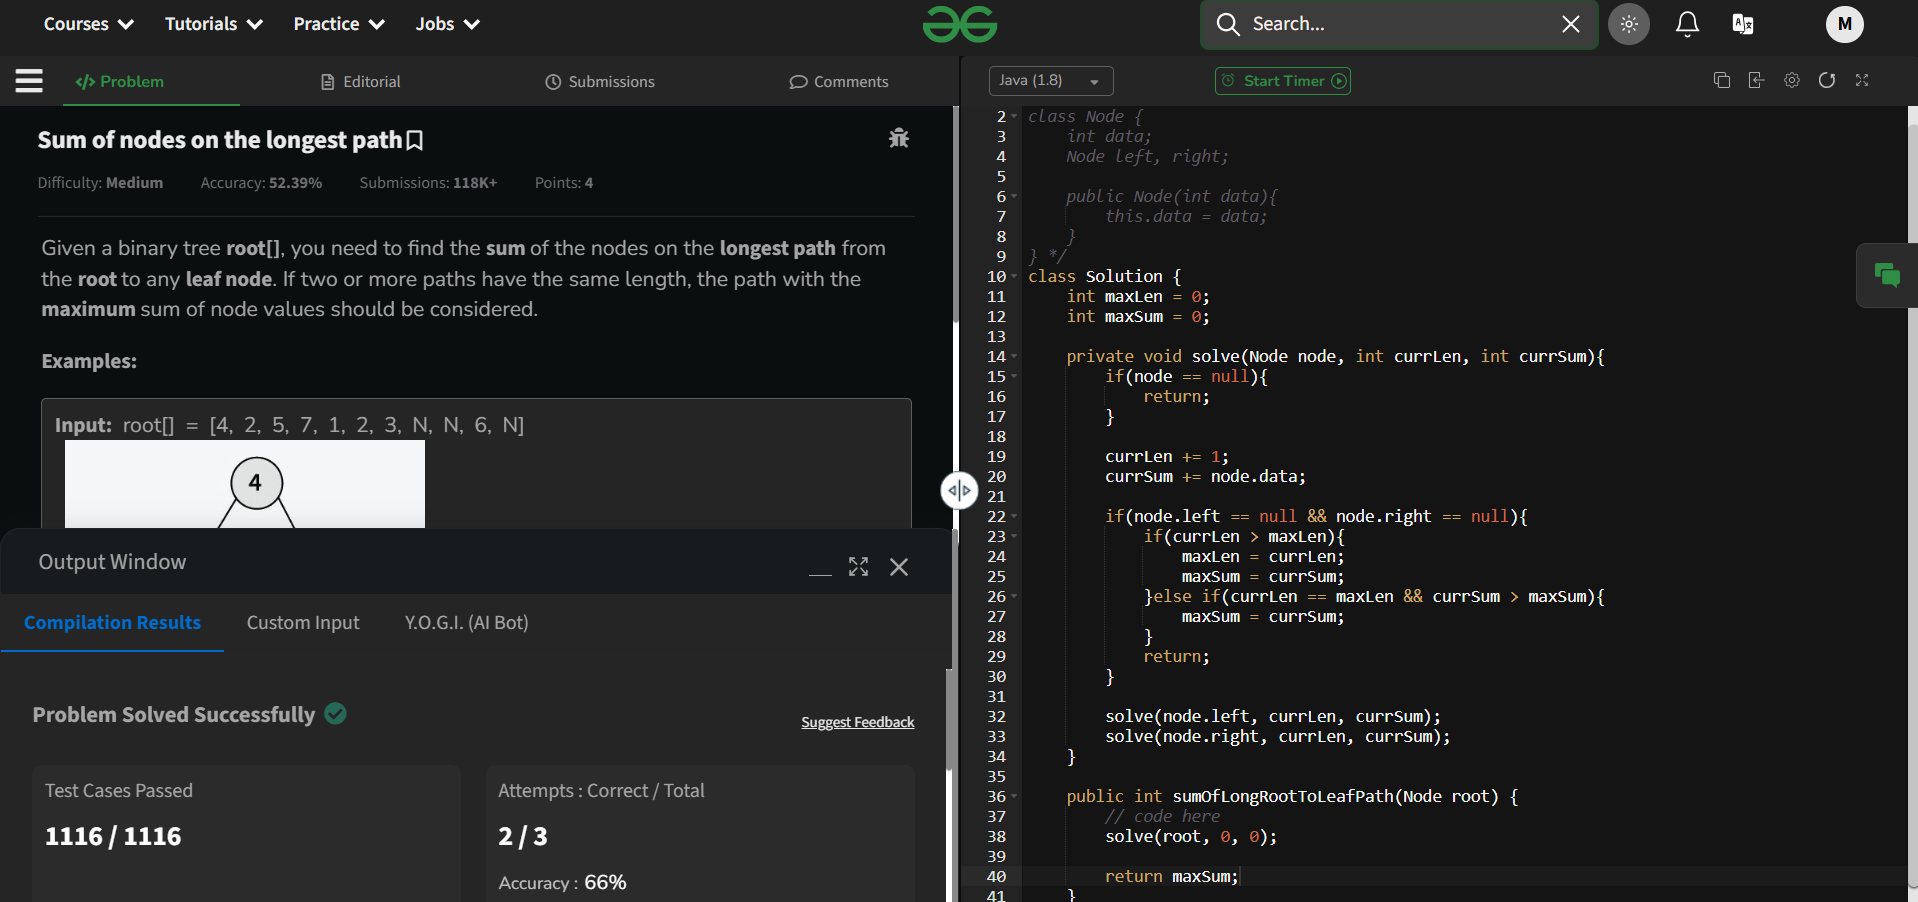 Courses Tutorials Practice Jobs
Search...
M
Problem Editorial Submissions Comments
Java (1.8) Start Timer
Sum of nodes on the longest path
Difficulty: Medium Accuracy: 52.39% Submissions: 118K+ Points: 4
Given a binary tree root[], you need to find the sum of the nodes on the longest path from
the root to any leaf node. If two or more paths have the same length, the path with the
maximum sum of node values should be considered.
Examples:
Input: root[] = [4, 2, 5, 7, 1, 2, 3, N, N, 6, N]
4
Output Window
Compilation Results Custom Input Y.O.G.I. (AI Bot)
Problem Solved Successfully
Suggest Feedback
Test Cases Passed
1116 / 1116
Attempts : Correct / Total
2 / 3
Accuracy : 66%
2 class Node {
3 int data;
4 Node left, right;
5
6 public Node(int data){
7 this.data = data;
8 }
9 } */
10 class Solution {
11 int maxLen = 0;
12 int maxSum = 0;
13
14 private void solve(Node node, int currLen, int currSum){
15 if(node == null){
16 return;
17 }
18
19 currLen += 1;
20 currSum += node.data;
21
22 if(node.left == null && node.right == null){
23 if(currLen > maxLen){
24 maxLen = currLen;
25 maxSum = currSum;
26 }else if(currLen == maxLen && currSum > maxSum){
27 maxSum = currSum;
28 }
29 return;
30 }
31
32 solve(node.left, currLen, currSum);
33 solve(node.right, currLen, currSum);
34 }
35
36 public int sumOfLongRootToLeafPath(Node root) {
37 // code here
38 solve(root, 0, 0);
39
40 return maxSum;
41 }